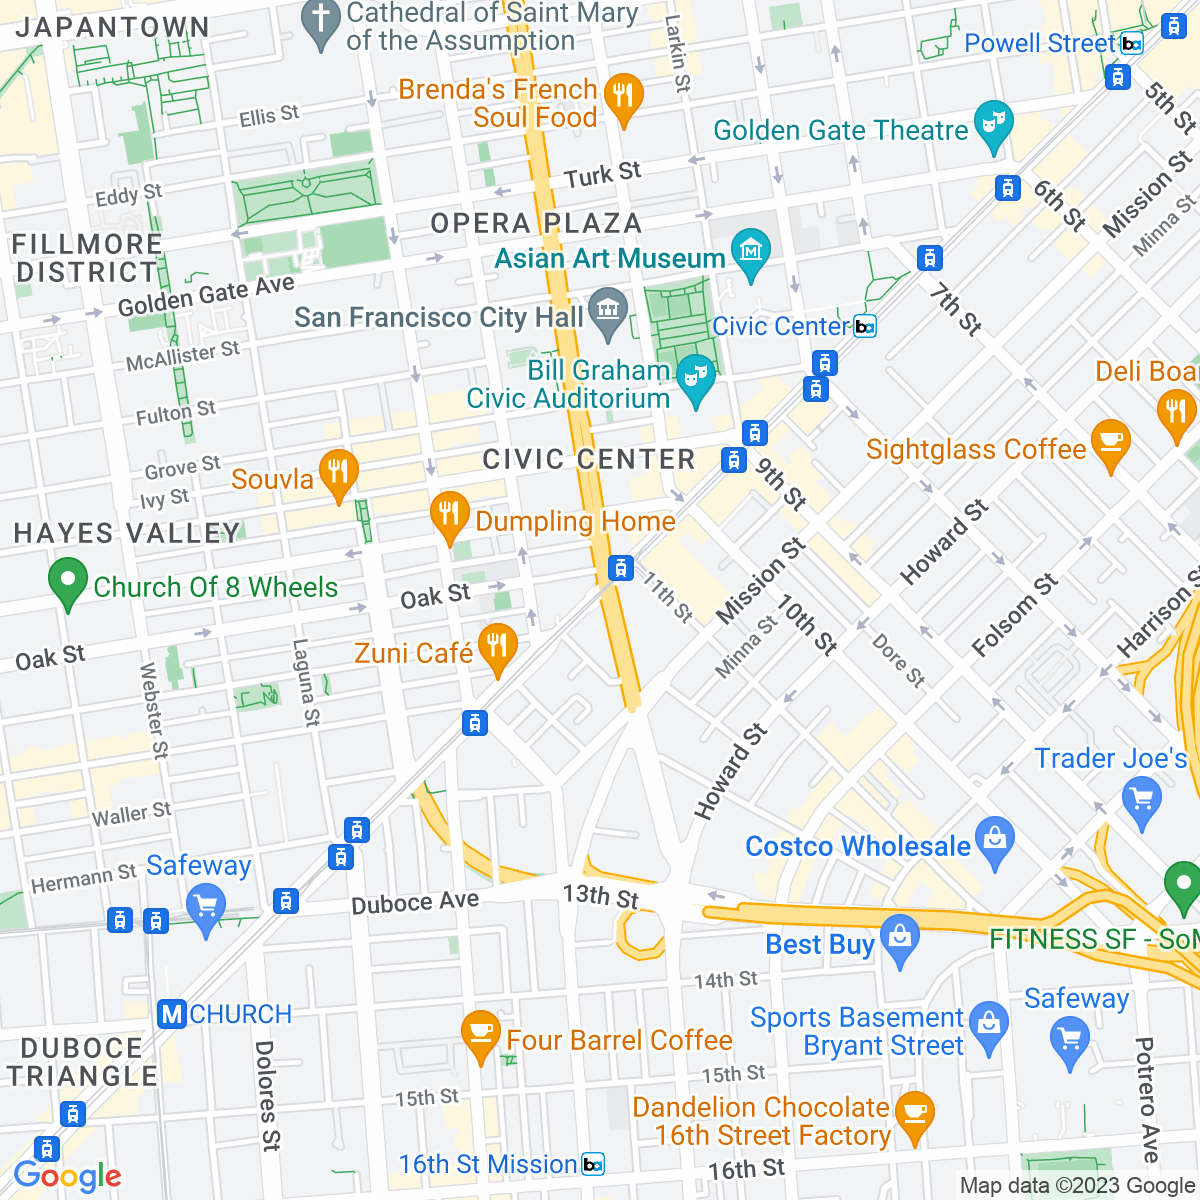 JAPANTOWN
Cathedral of Saint Mary
of the Assumption
Larkin St
Powell Street
5th St
Brenda's French
Soul Food
Ellis St
Golden Gate Theatre
Eddy St
Turk St
6th St
Mission St
Minna St
OPERA PLAZA
FILLMORE
DISTRICT
Asian Art Museum
Golden Gate Ave
San Francisco City Hall
Civic Center
7th St
McAllister St
Bill Graham
Civic Auditorium
Deli Boa
Fulton St
Grove St
CIVIC CENTER
Sightglass Coffee
Souvla
Ivy St
9th St
HAYES VALLEY
Dumpling Home
Howard St
Mission St
Church Of 8 Wheels
Oak St
11th St
10th St
Folsom St
Harrison St
Oak St
Zuni Café
Minna St
Dore St
Laguna St
Webster St
Howard St
Trader Joe's
Waller St
Costco Wholesale
Hermann St
Safeway
Duboce Ave
13th St
Best Buy
FITNESS SF - SoM
14th St
M CHURCH
Safeway
Sports Basement
Bryant Street
DUBOCE
TRIANGLE
Dolores St
Four Barrel Coffee
Potrero Ave
15th St
15th St
Dandelion Chocolate
16th Street Factory
16th St Mission
16th St
Google
Map data ©2023 Google